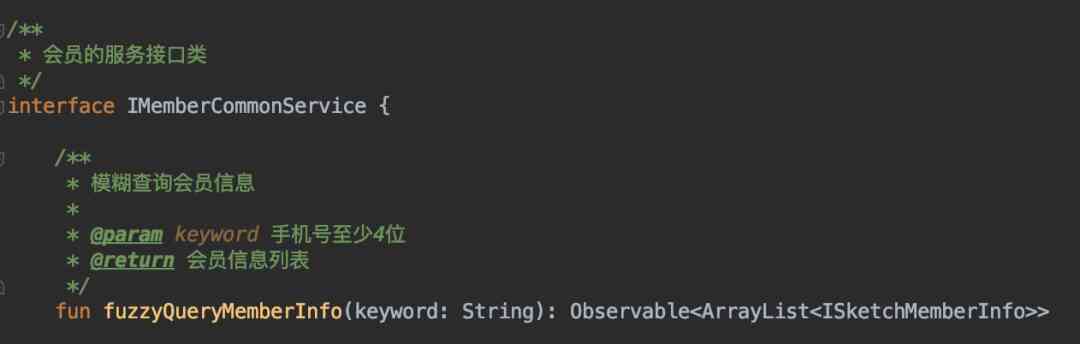 /**
 * 会员的服务接口类
 */
interface IMemberCommonService {
    /**
     * 模糊查询会员信息
     *
     * @param keyword 手机号至少4位
     * @return 会员信息列表
     */
    fun fuzzyQueryMemberInfo(keyword: String): Observable<ArrayList<ISketchMemberInfo>>